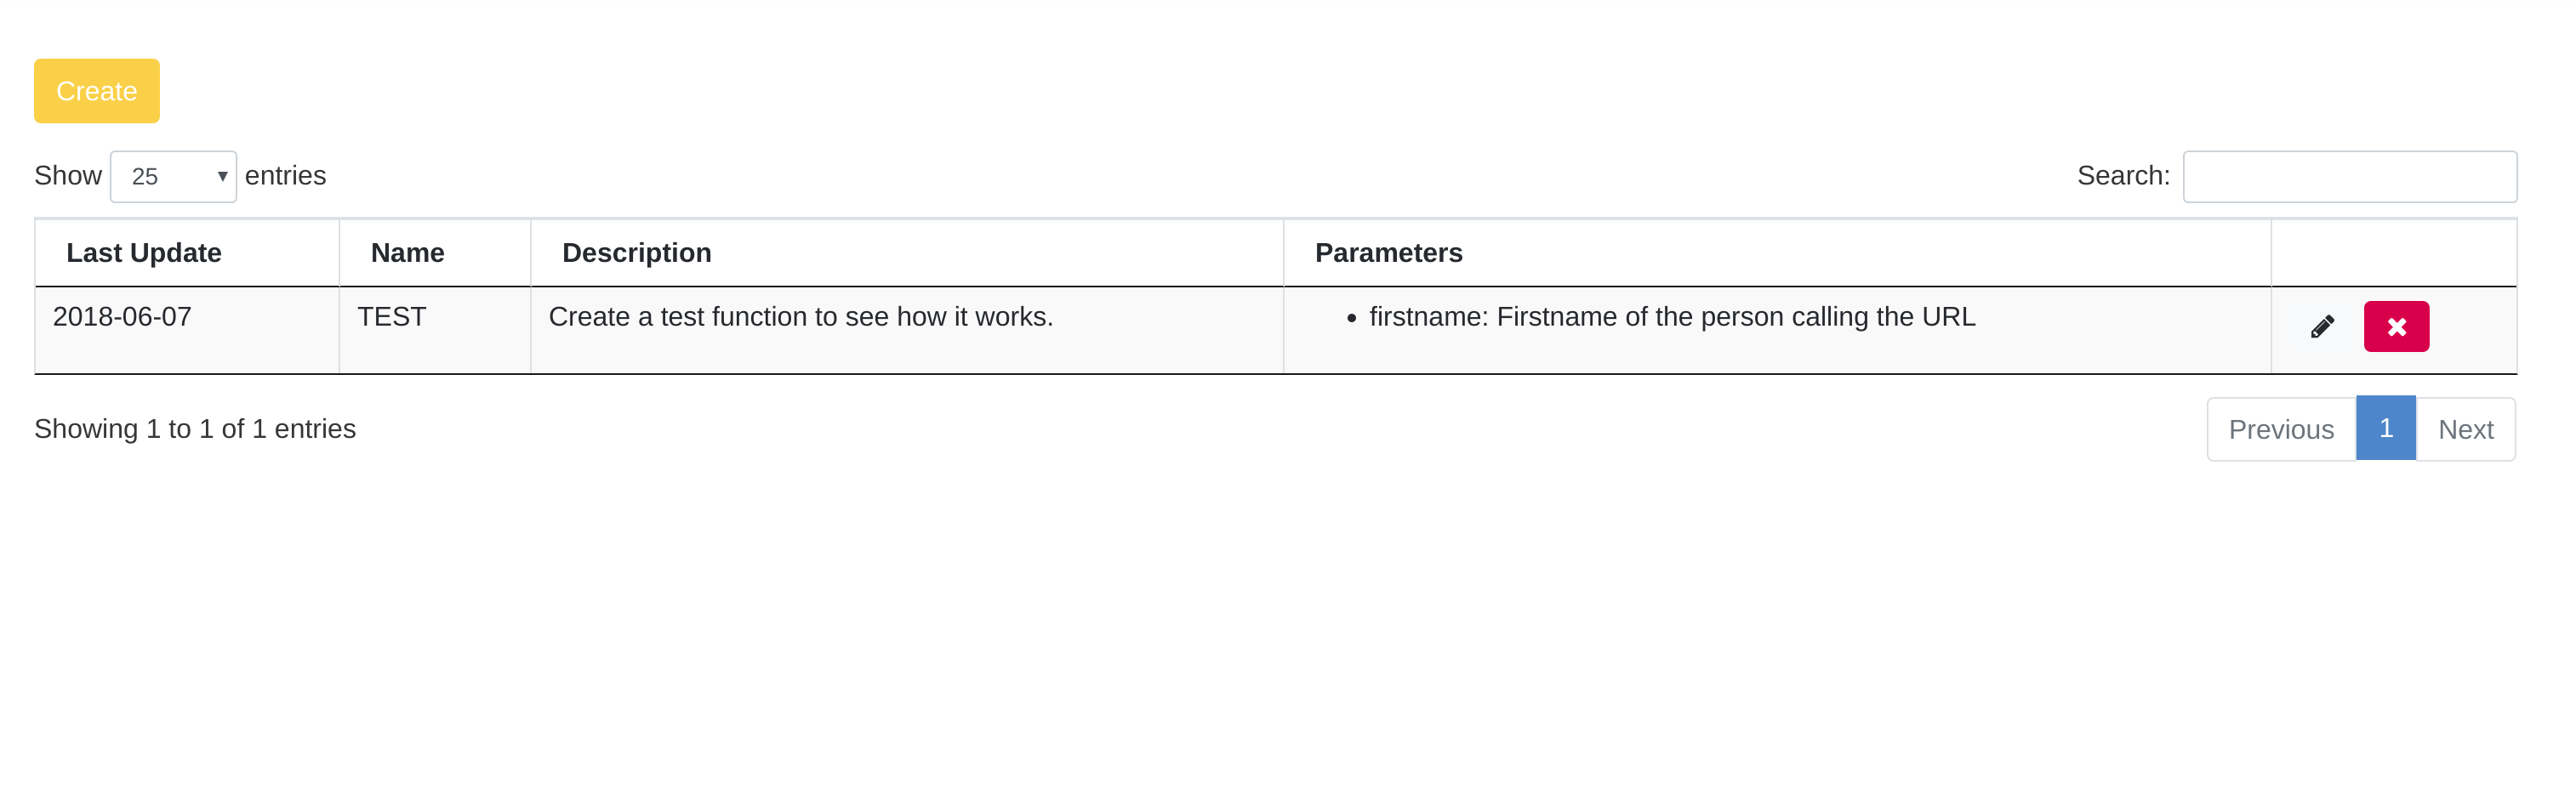 Create
Show 25 entries
Search:
Last Update Name Description Parameters
2018-06-07 TEST Create a test function to see how it works. • firstname: Firstname of the person calling the URL
Showing 1 to 1 of 1 entries
Previous 1 Next